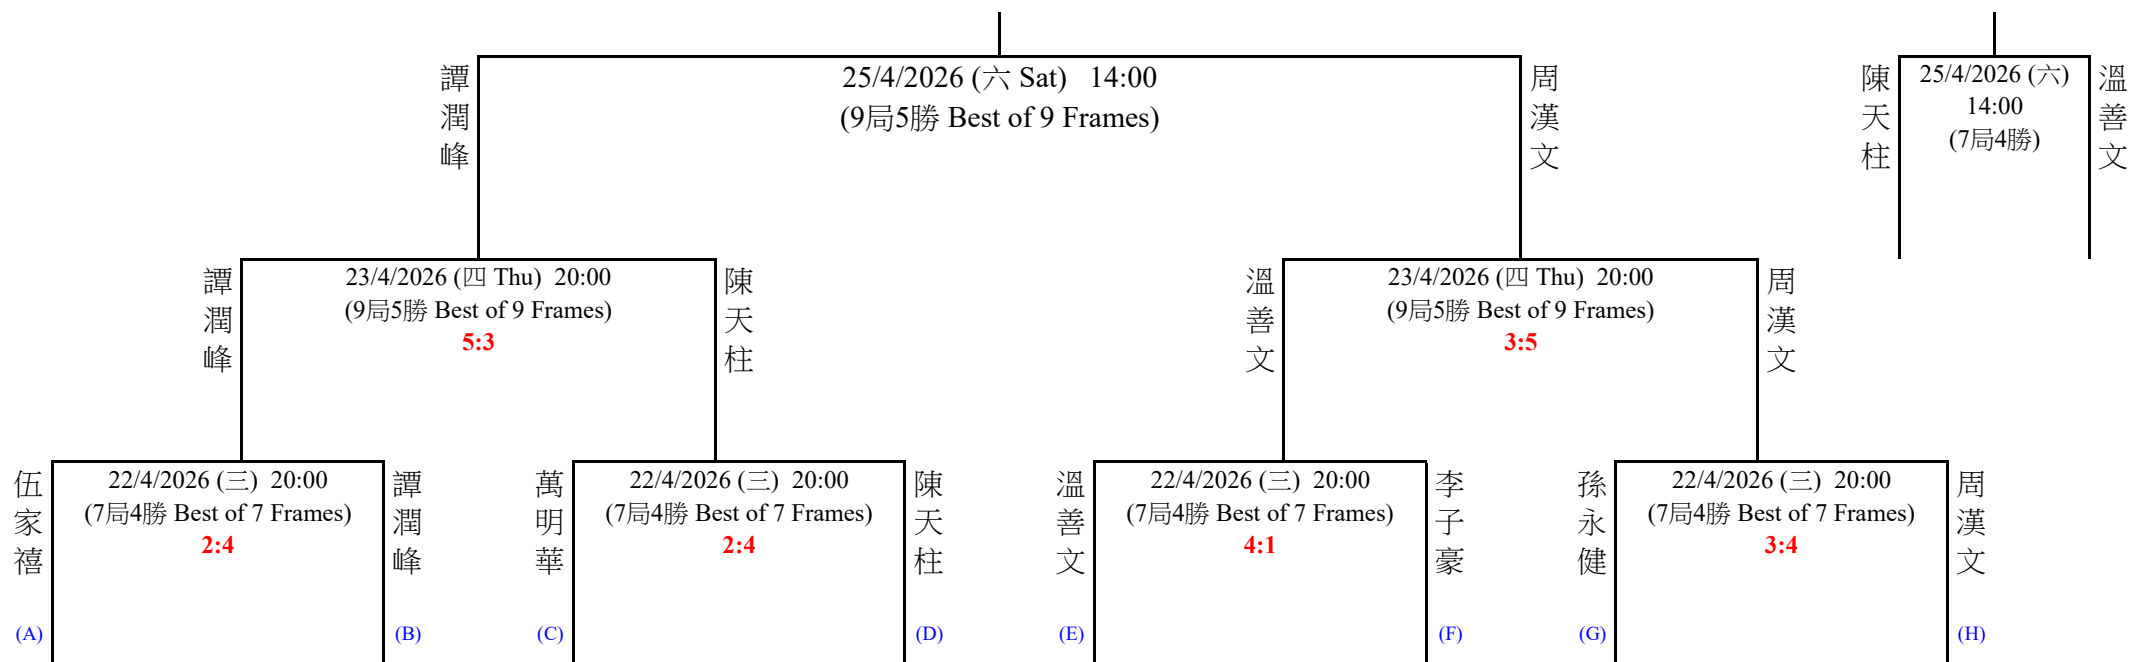 譚潤峰
25/4/2026 (六 Sat) 14:00
(9局5勝 Best of 9 Frames)
周漢文
陳天柱
25/4/2026 (六)
14:00
(7局4勝)
溫善文
譚潤峰
23/4/2026 (四 Thu) 20:00
(9局5勝 Best of 9 Frames)
5:3
陳天柱
溫善文
23/4/2026 (四 Thu) 20:00
(9局5勝 Best of 9 Frames)
3:5
周漢文
伍家禧
22/4/2026 (三) 20:00
(7局4勝 Best of 7 Frames)
2:4
譚潤峰
萬明華
22/4/2026 (三) 20:00
(7局4勝 Best of 7 Frames)
2:4
陳天柱
溫善文
22/4/2026 (三) 20:00
(7局4勝 Best of 7 Frames)
4:1
李子豪
孫永健
22/4/2026 (三) 20:00
(7局4勝 Best of 7 Frames)
3:4
周漢文
(A)
(B)
(C)
(D)
(E)
(F)
(G)
(H)